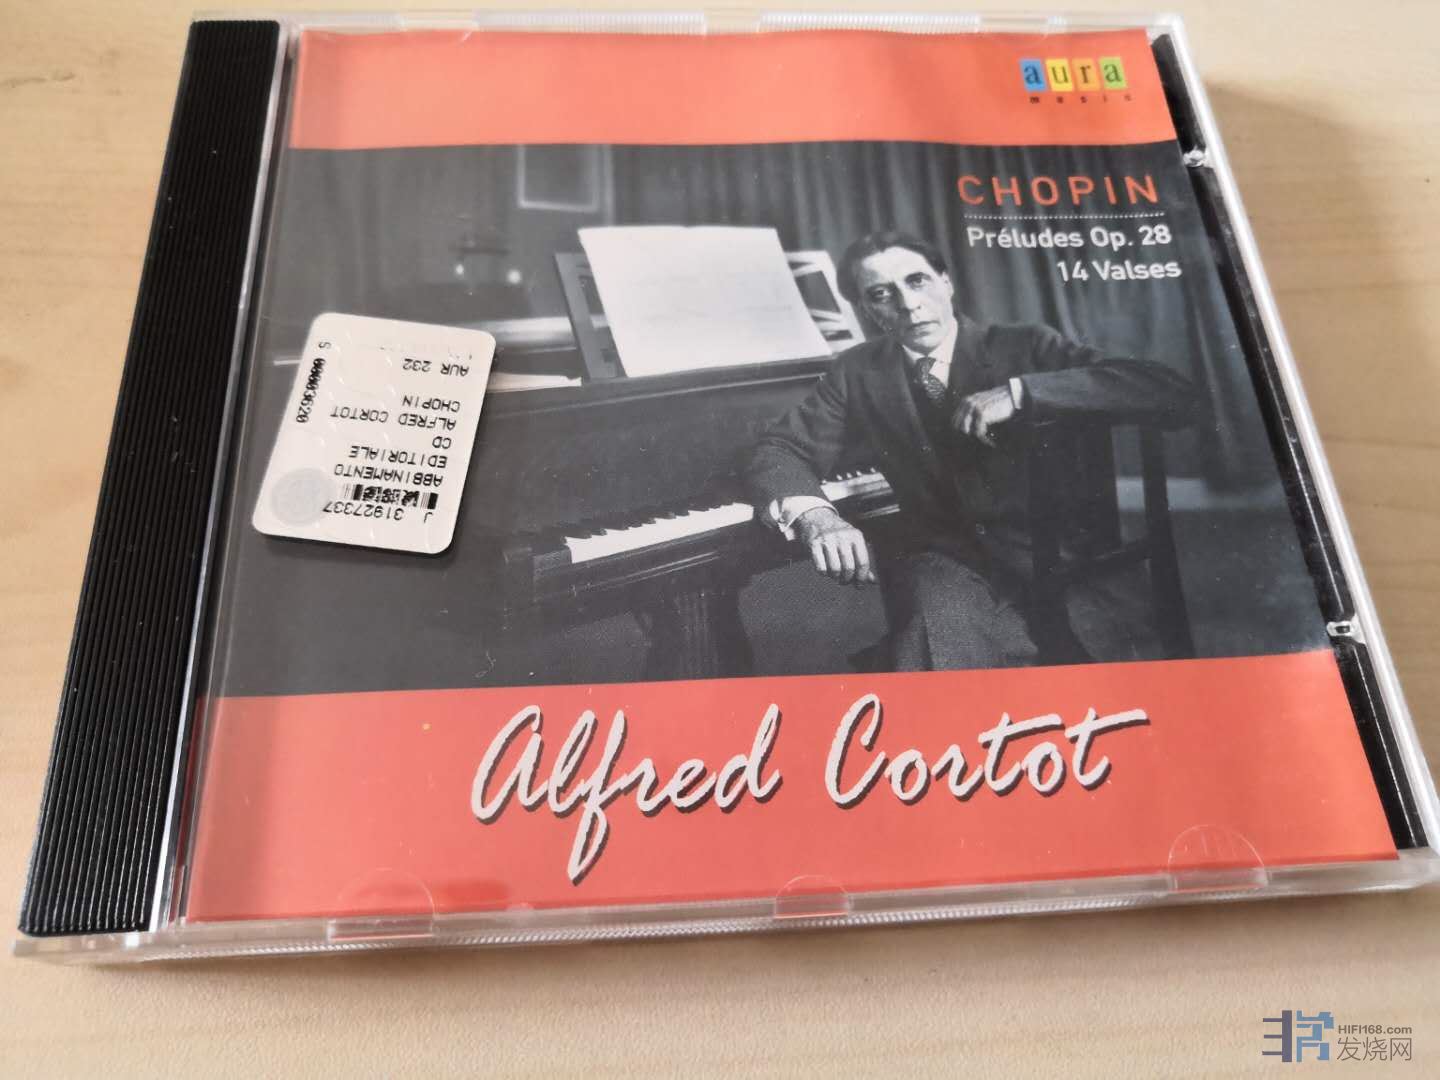 aura
music
CHOPIN
Préludes Op. 28
14 Valses
J 31927337
ABBINAMENTO
EDITORIALE
CD
ALFRED CORTOT
CHOPIN
AUR 232
S 00003620
Alfred Cortot
HIFI168.com
发烧网